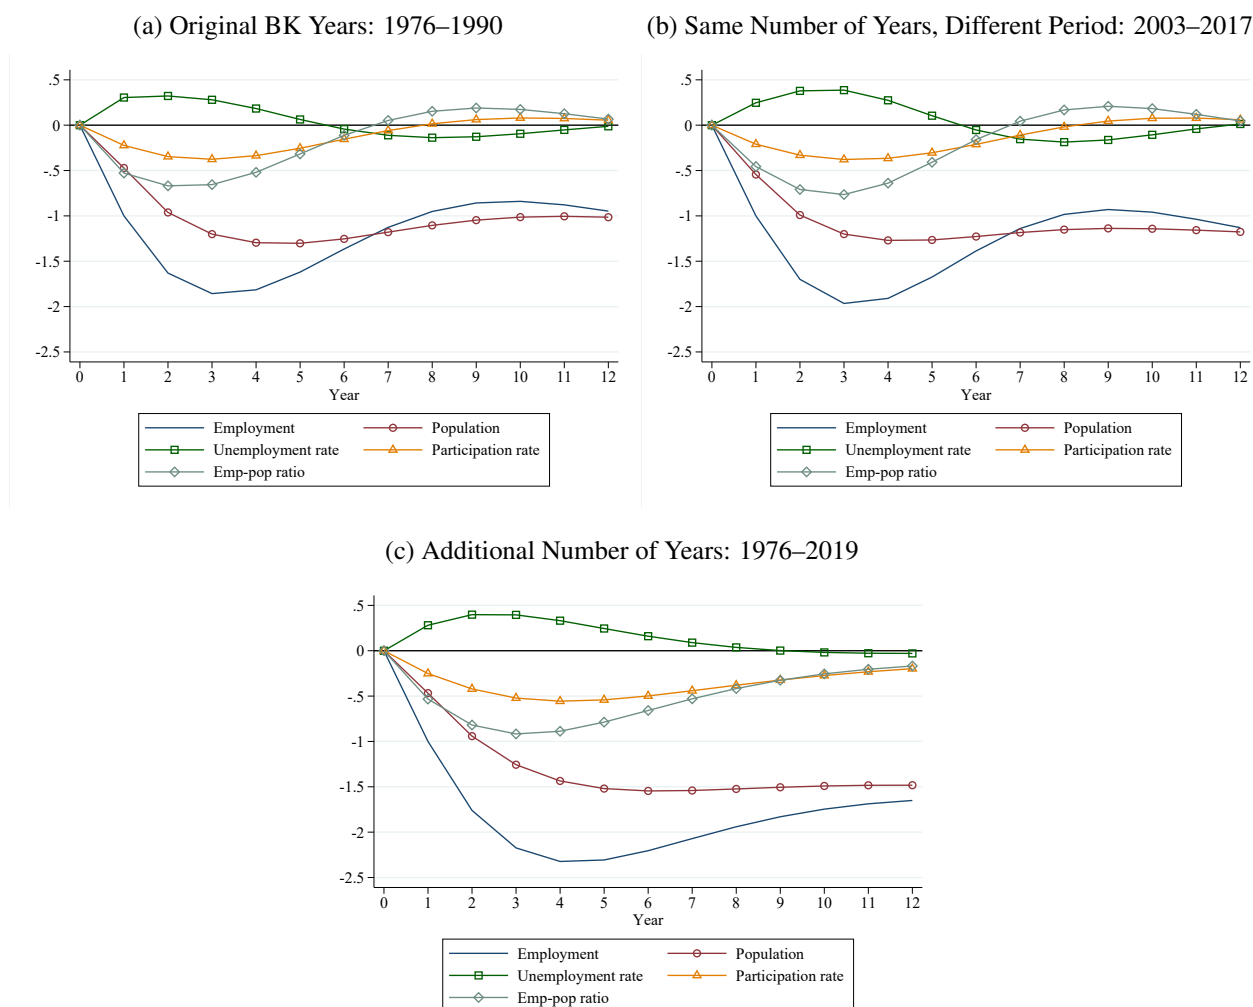 (a) Original BK Years: 1976–1990
.5
0
-.5
-1
-1.5
-2
-2.5
0 1 2 3 4 5 6 7 8 9 10 11 12
Year
Employment Population
Unemployment rate Participation rate
Emp-pop ratio
(b) Same Number of Years, Different Period: 2003–2017
.5
0
-.5
-1
-1.5
-2
-2.5
0 1 2 3 4 5 6 7 8 9 10 11 12
Year
Employment Population
Unemployment rate Participation rate
Emp-pop ratio
(c) Additional Number of Years: 1976–2019
.5
0
-.5
-1
-1.5
-2
-2.5
0 1 2 3 4 5 6 7 8 9 10 11 12
Year
Employment Population
Unemployment rate Participation rate
Emp-pop ratio